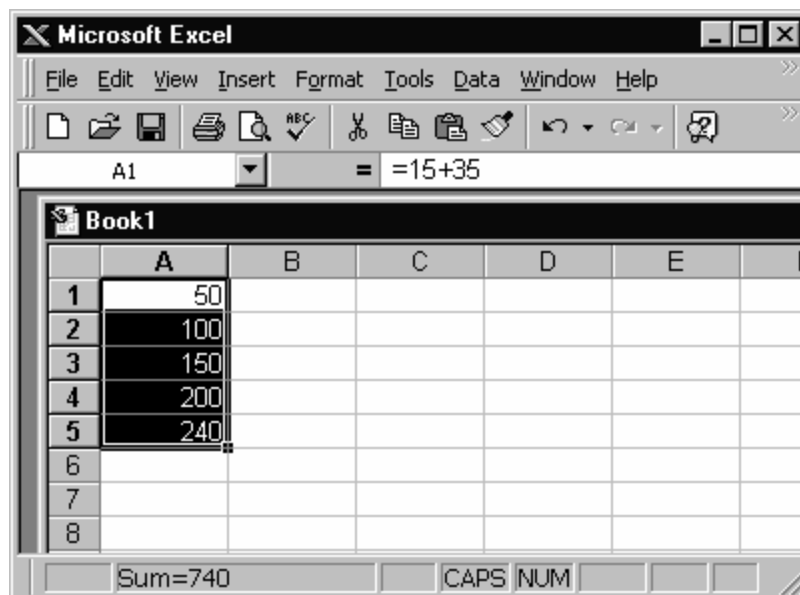 Microsoft Excel
File Edit View Insert Format Tools Data Window Help
ABC
A1 = =15+35
Book1
A B C D E
1 50
2 100
3 150
4 200
5 240
6
7
8
Sum=740 CAPS NUM